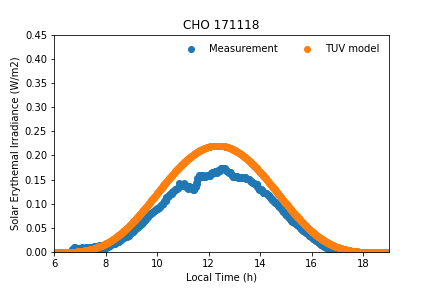 CHO 171118
Measurement TUV model
Solar Erythemal Irradiance (W/m2)
0.45
0.40
0.35
0.30
0.25
0.20
0.15
0.10
0.05
0.00
6 8 10 12 14 16 18
Local Time (h)